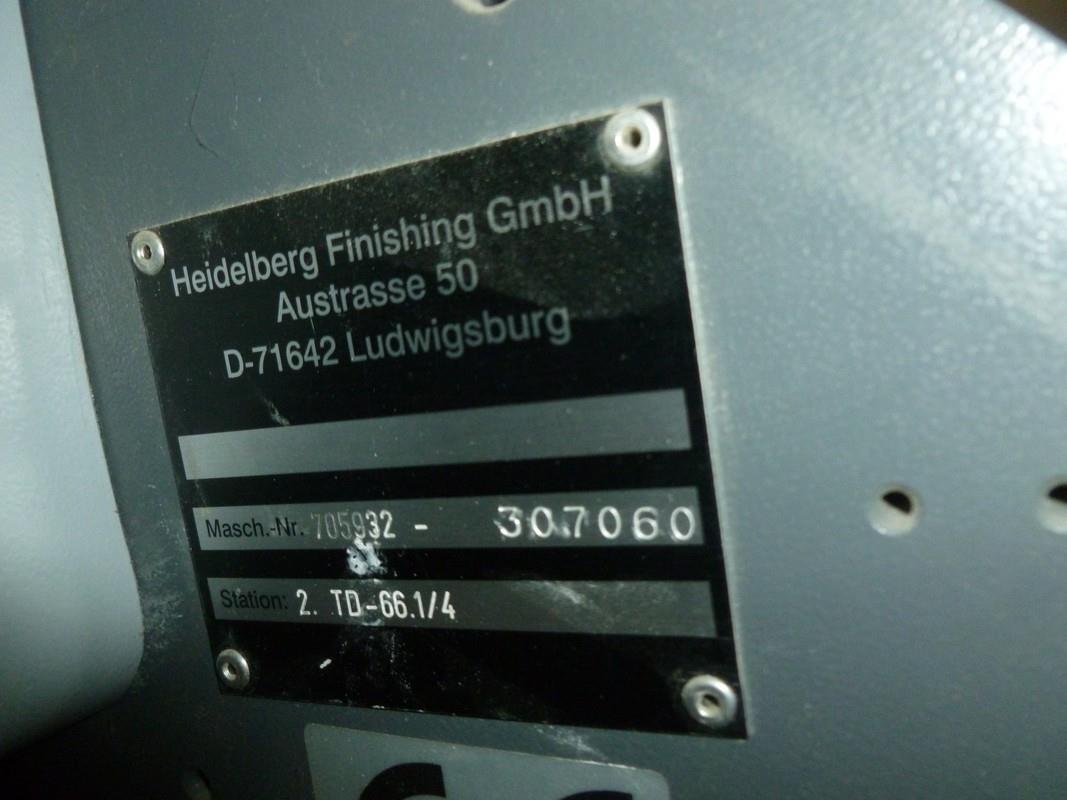 Heidelberg Finishing GmbH
Austrasse 50
D-71642 Ludwigsburg
Masch.-Nr. 705932 - 307060
Station: 2. TD-66.1/4